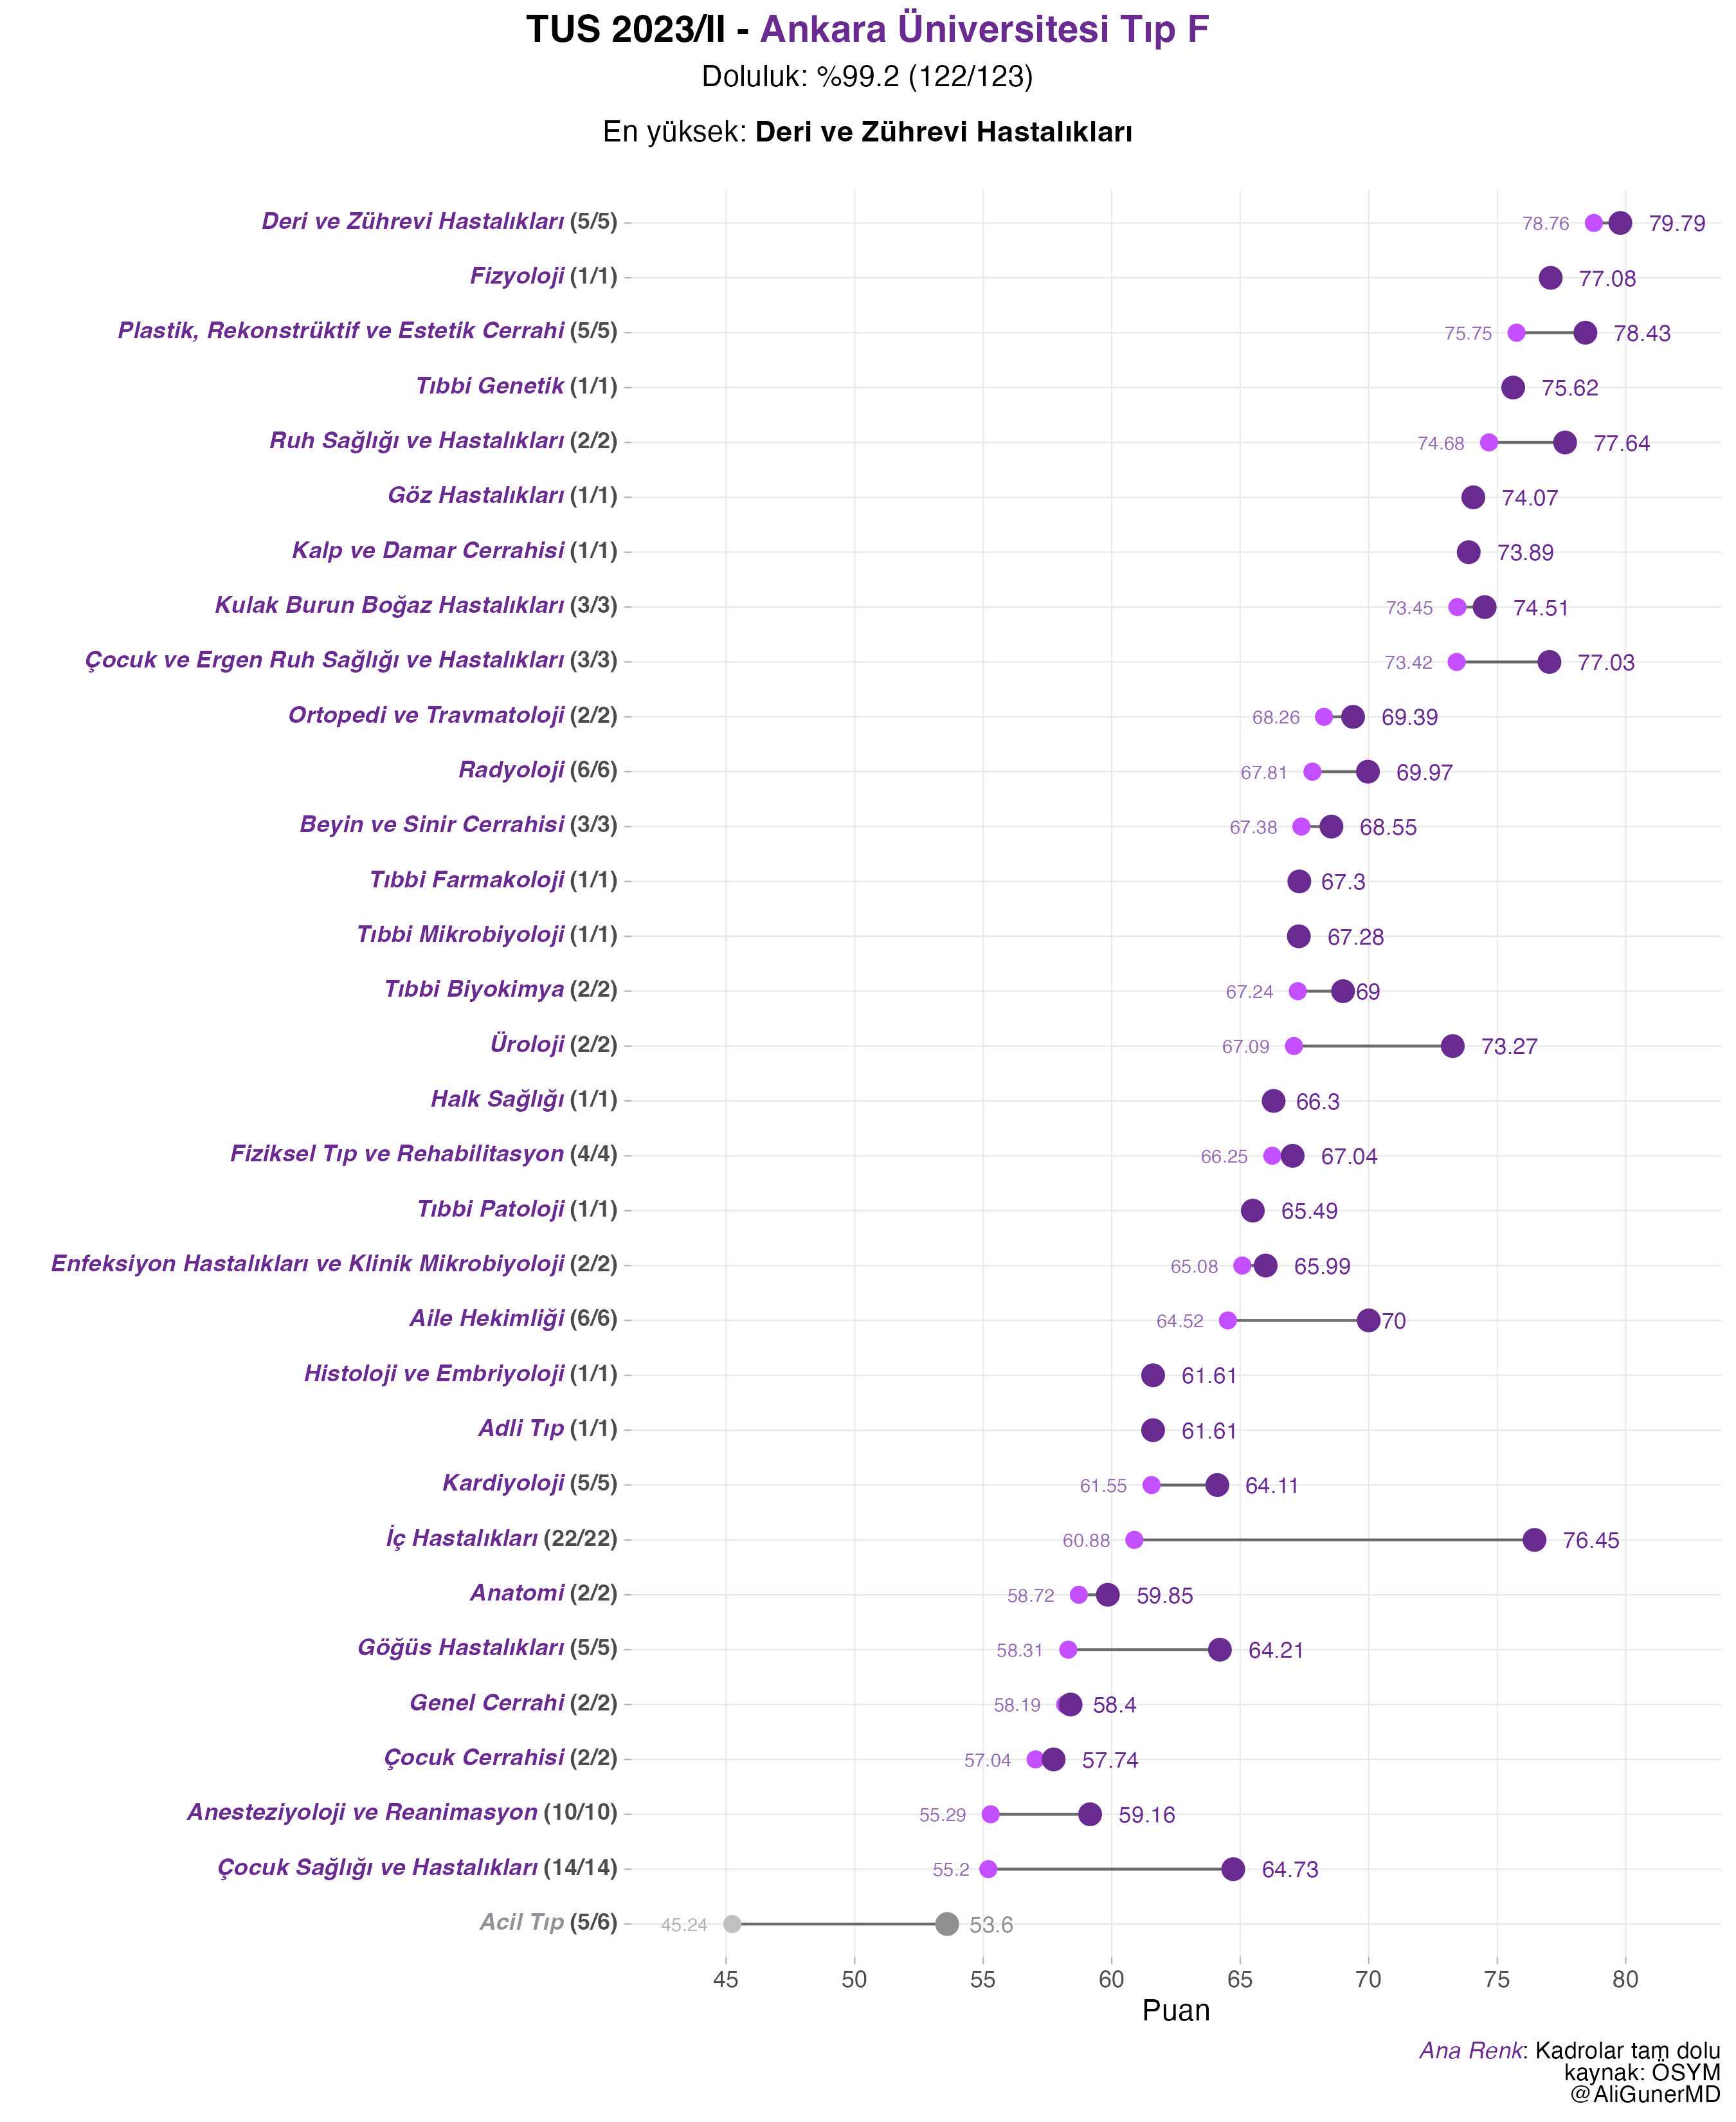 TUS 2023/II - Ankara Üniversitesi Tıp F
Doluluk: %99.2 (122/123)
En yüksek: Deri ve Zührevi Hastalıkları
Deri ve Zührevi Hastalıkları (5/5) 78.76 79.79
Fizyoloji (1/1) 77.08
Plastik, Rekonstrüktif ve Estetik Cerrahi (5/5) 75.75 78.43
Tıbbi Genetik (1/1) 75.62
Ruh Sağlığı ve Hastalıkları (2/2) 74.68 77.64
Göz Hastalıkları (1/1) 74.07
Kalp ve Damar Cerrahisi (1/1) 73.89
Kulak Burun Boğaz Hastalıkları (3/3) 73.45 74.51
Çocuk ve Ergen Ruh Sağlığı ve Hastalıkları (3/3) 73.42 77.03
Ortopedi ve Travmatoloji (2/2) 68.26 69.39
Radyoloji (6/6) 67.81 69.97
Beyin ve Sinir Cerrahisi (3/3) 67.38 68.55
Tıbbi Farmakoloji (1/1) 67.3
Tıbbi Mikrobiyoloji (1/1) 67.28
Tıbbi Biyokimya (2/2) 67.24 69
Üroloji (2/2) 67.09 73.27
Halk Sağlığı (1/1) 66.3
Fiziksel Tıp ve Rehabilitasyon (4/4) 66.25 67.04
Tıbbi Patoloji (1/1) 65.49
Enfeksiyon Hastalıkları ve Klinik Mikrobiyoloji (2/2) 65.08 65.99
Aile Hekimliği (6/6) 64.52 70
Histoloji ve Embriyoloji (1/1) 61.61
Adli Tıp (1/1) 61.61
Kardiyoloji (5/5) 61.55 64.11
İç Hastalıkları (22/22) 60.88 76.45
Anatomi (2/2) 58.72 59.85
Göğüs Hastalıkları (5/5) 58.31 64.21
Genel Cerrahi (2/2) 58.19 58.4
Çocuk Cerrahisi (2/2) 57.04 57.74
Anesteziyoloji ve Reanimasyon (10/10) 55.29 59.16
Çocuk Sağlığı ve Hastalıkları (14/14) 55.2 64.73
Acil Tıp (5/6) 45.24 53.6
45 50 55 60 65 70 75 80
Puan
Ana Renk: Kadrolar tam dolu
kaynak: ÖSYM
@AliGunerMD